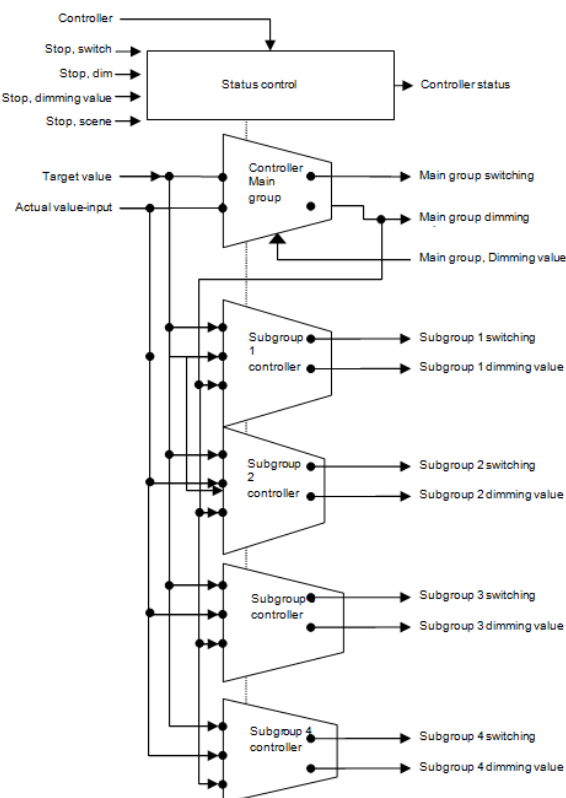 Controller
Stop, switch
Stop, dim
Stop, dimming value
Stop, scene
Status control
Controller status
Target value
Actual value-input
Controller
Main
group
Main group switching
Main group dimming
Main group, Dimming value
Subgroup
1
controller
Subgroup 1 switching
Subgroup 1 dimming value
Subgroup
2
controller
Subgroup 2 switching
Subgroup 2 dimming value
Subgroup
controller
Subgroup 3 switching
Subgroup 3 dimming value
Subgroup 4
controller
Subgroup 4 switching
Subgroup 4 dimming value